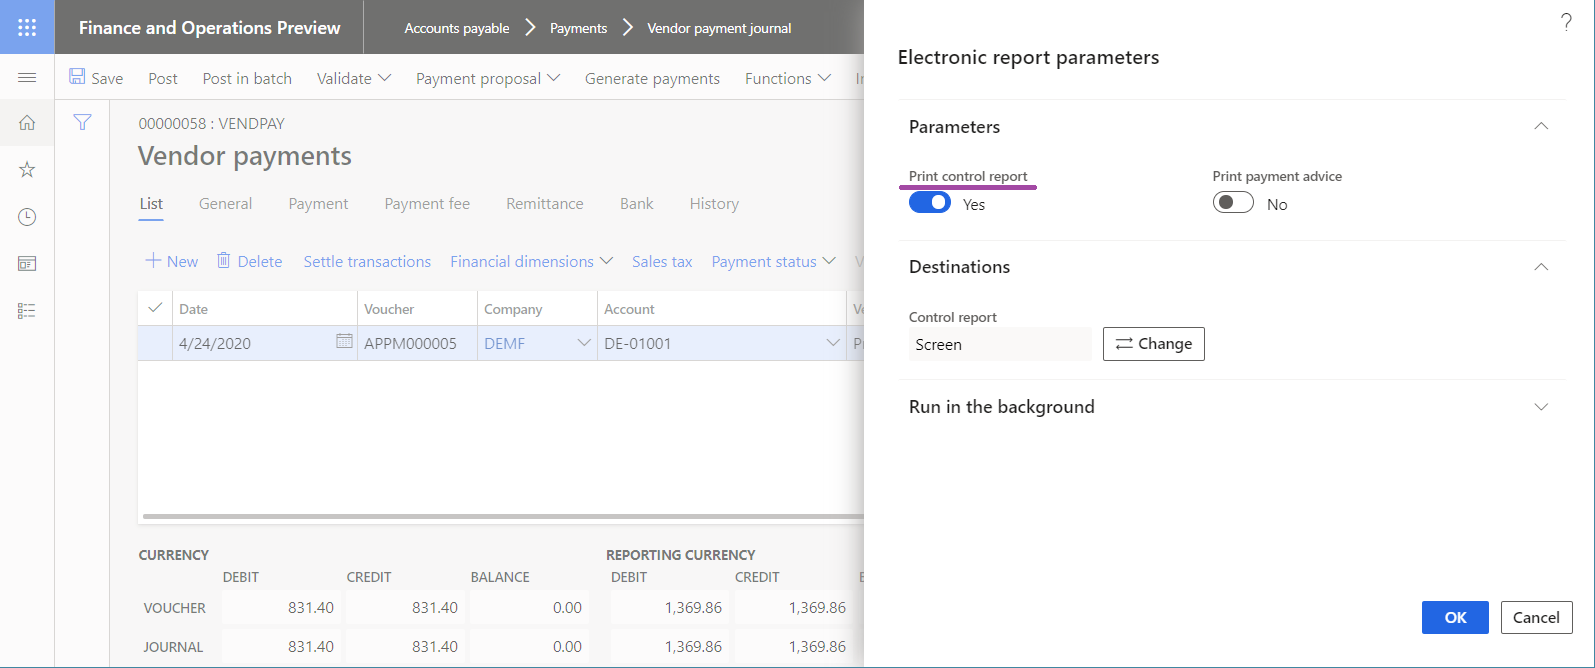 Finance and Operations Preview
Accounts payable > Payments > Vendor payment journal
Save Post Post in batch Validate Payment proposal Generate payments Functions
00000058 : VENDPAY
Vendor payments
List General Payment Payment fee Remittance Bank History
+ New Delete Settle transactions Financial dimensions Sales tax Payment status
Date Voucher Company Account
4/24/2020 APPM000005 DEMF DE-01001
CURRENCY REPORTING CURRENCY
DEBIT CREDIT BALANCE DEBIT CREDIT
VOUCHER 831.40 831.40 0.00 1,369.86 1,369.86
JOURNAL 831.40 831.40 0.00 1,369.86 1,369.86
?
Electronic report parameters
Parameters
Print control report Print payment advice
Yes No
Destinations
Control report
Screen Change
Run in the background
OK Cancel